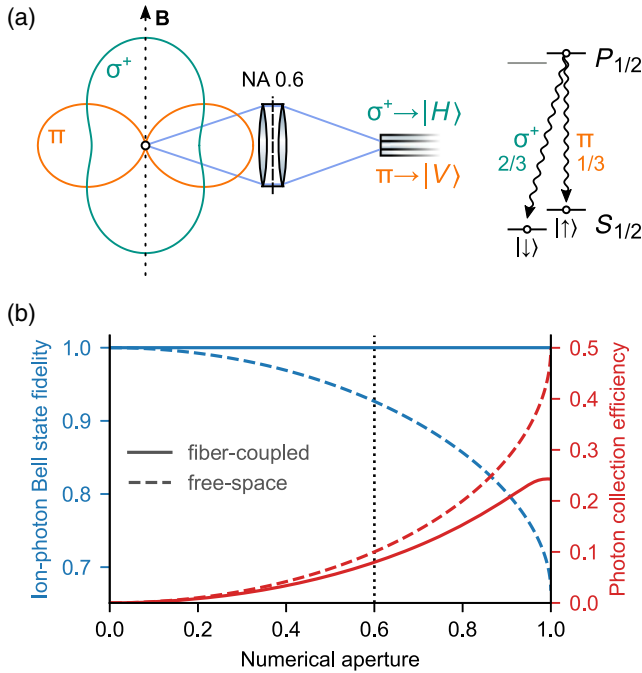 (a)
B
σ+
π
NA 0.6
σ+→|H⟩
π→|V⟩
P1/2
σ+
2/3
π
1/3
|↓⟩
|↑⟩
S1/2
(b)
Ion-photon Bell state fidelity
1.0
0.9
0.8
0.7
fiber-coupled
free-space
0.5
0.4
0.3
0.2
0.1
0.0
Photon collection efficiency
0.0 0.2 0.4 0.6 0.8 1.0
Numerical aperture